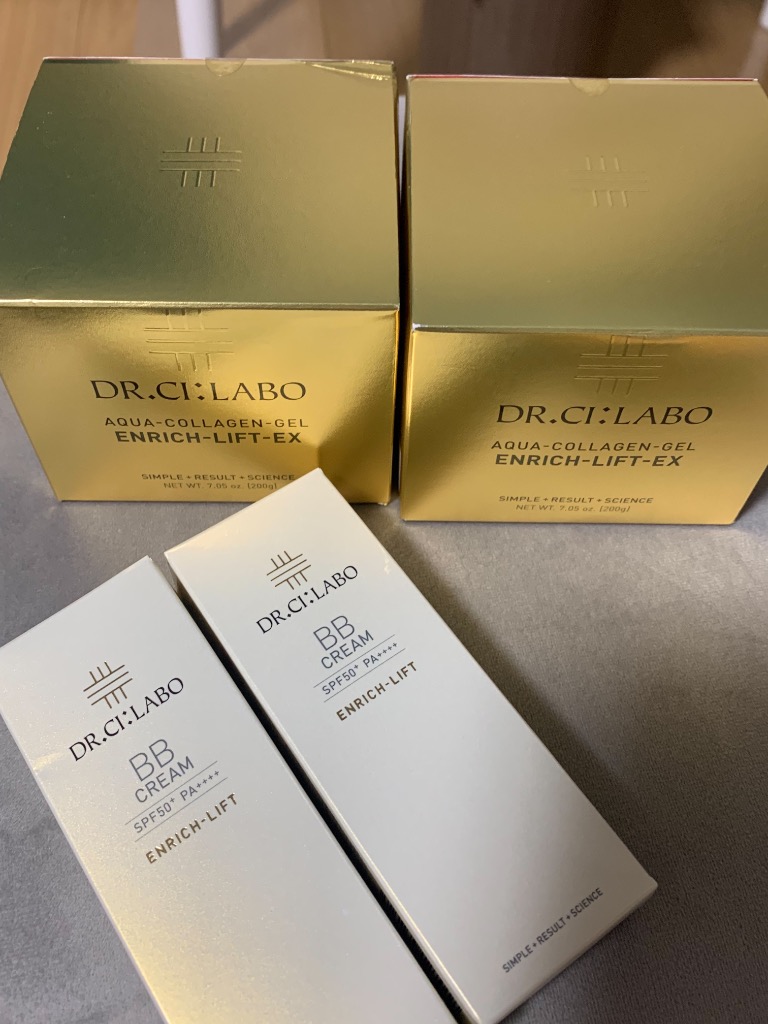 DR.CI:LABO
AQUA-COLLAGEN-GEL
ENRICH-LIFT-EX
SIMPLE+RESULT+SCIENCE
NET WT. 7.05 oz. [200g]
DR.CI:LABO
AQUA-COLLAGEN-GEL
ENRICH-LIFT-EX
SIMPLE+RESULT+SCIENCE
NET WT. 7.05 oz. [200g]
DR.CI:LABO
BB
CREAM
SPF50+ PA++++
ENRICH-LIFT
DR.CI:LABO
BB
CREAM
SPF50+ PA++++
ENRICH-LIFT
SIMPLE+RESULT+SCIENCE